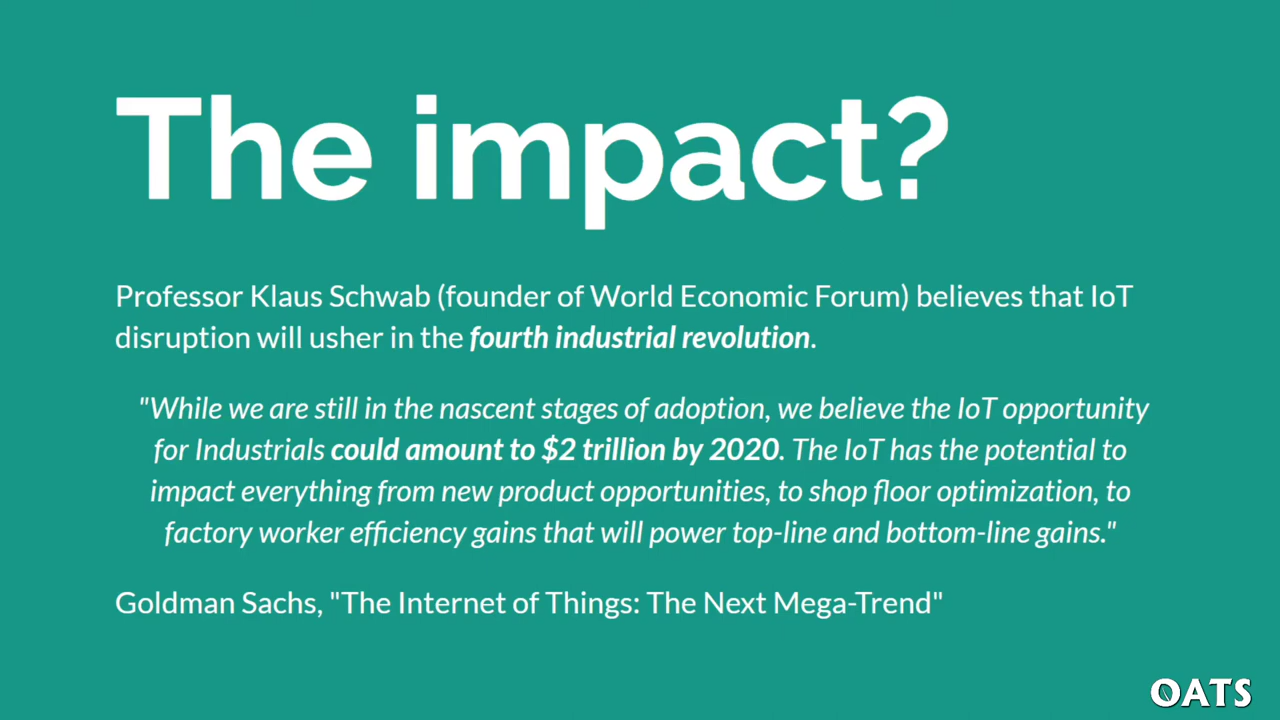 The impact?
Professor Klaus Schwab (founder of World Economic Forum) believes that IoT
disruption will usher in the fourth industrial revolution.
"While we are still in the nascent stages of adoption, we believe the IoT opportunity
for Industrials could amount to $2 trillion by 2020. The IoT has the potential to
impact everything from new product opportunities, to shop floor optimization, to
factory worker efficiency gains that will power top-line and bottom-line gains."
Goldman Sachs, "The Internet of Things: The Next Mega-Trend"
OATS